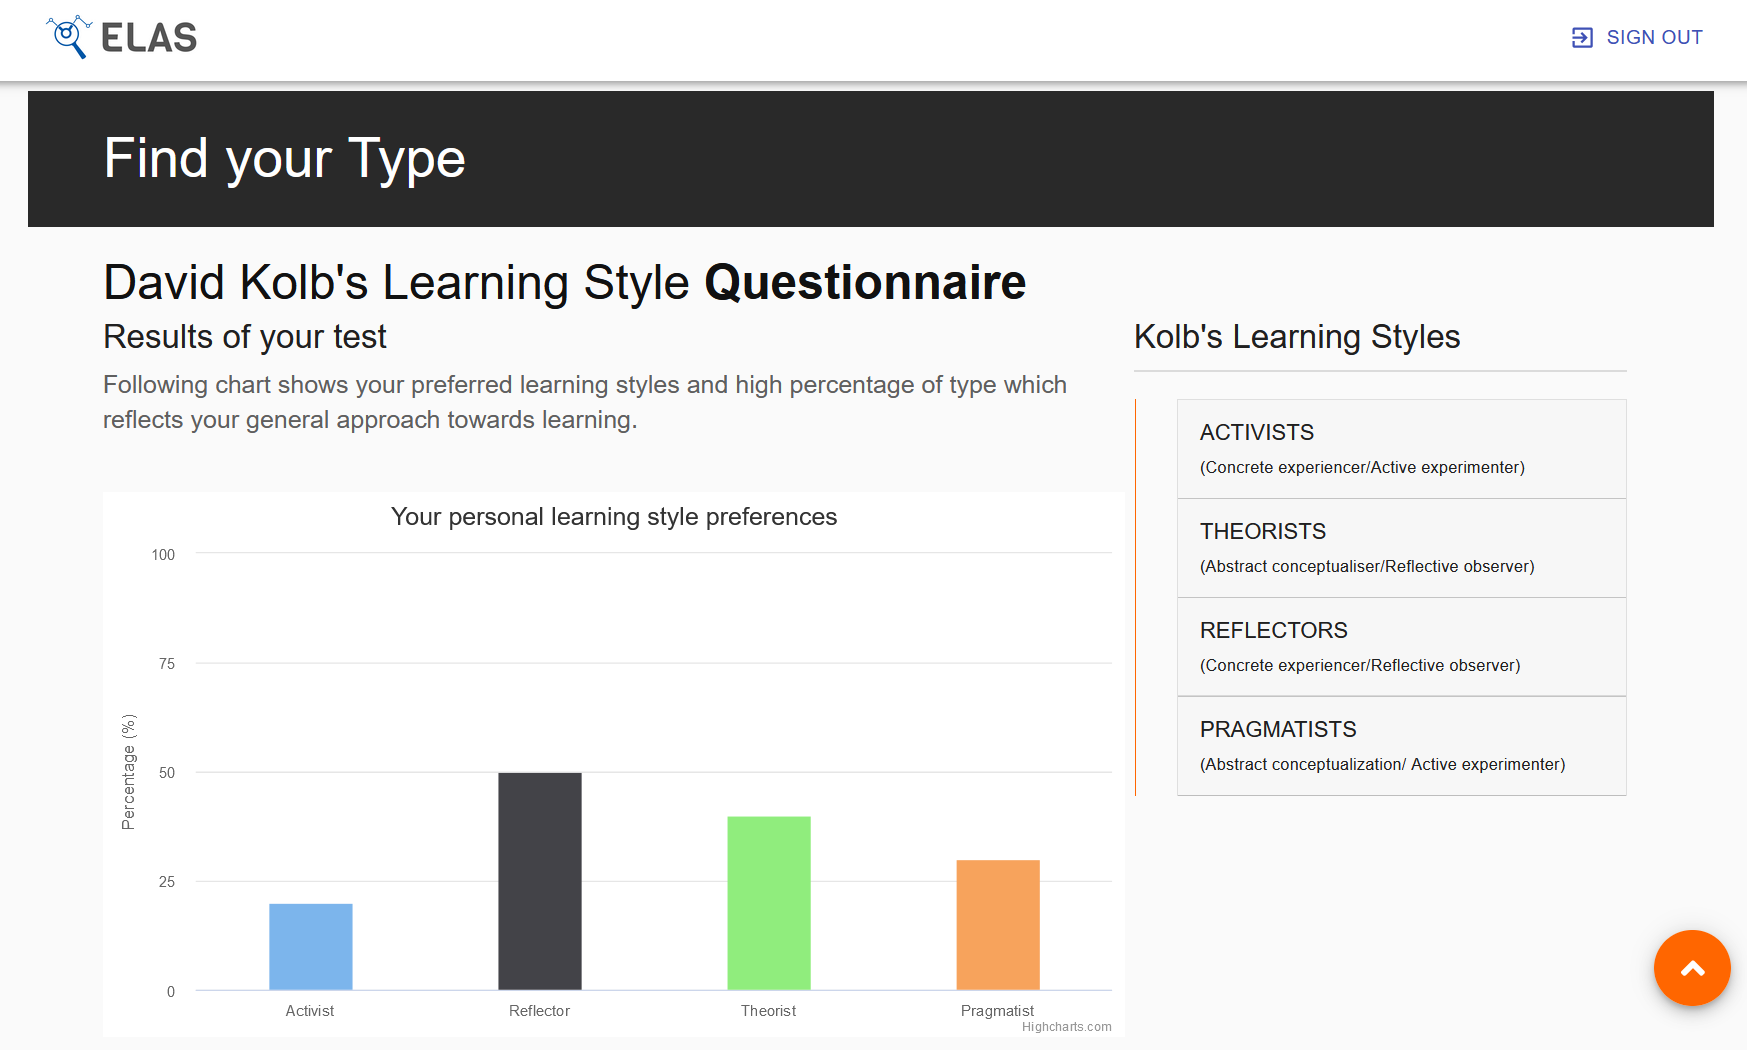 ELAS
SIGN OUT
Find your Type
David Kolb's Learning Style Questionnaire
Results of your test
Following chart shows your preferred learning styles and high percentage of type which
reflects your general approach towards learning.
Your personal learning style preferences
100
75
50
25
0
Percentage (%)
Activist
Reflector
Theorist
Pragmatist
Highcharts.com
Kolb's Learning Styles
ACTIVISTS
(Concrete experiencer/Active experimenter)
THEORISTS
(Abstract conceptualiser/Reflective observer)
REFLECTORS
(Concrete experiencer/Reflective observer)
PRAGMATISTS
(Abstract conceptualization/ Active experimenter)